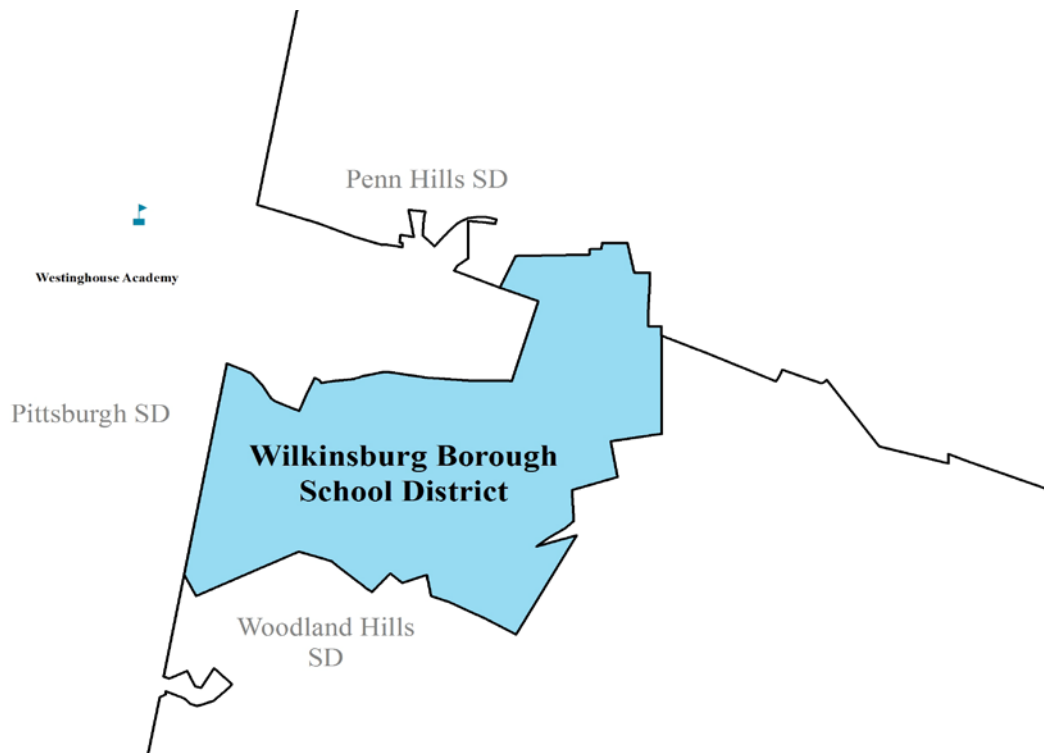 Penn Hills SD
Westinghouse Academy
Pittsburgh SD
Wilkinsburg Borough
School District
Woodland Hills
SD